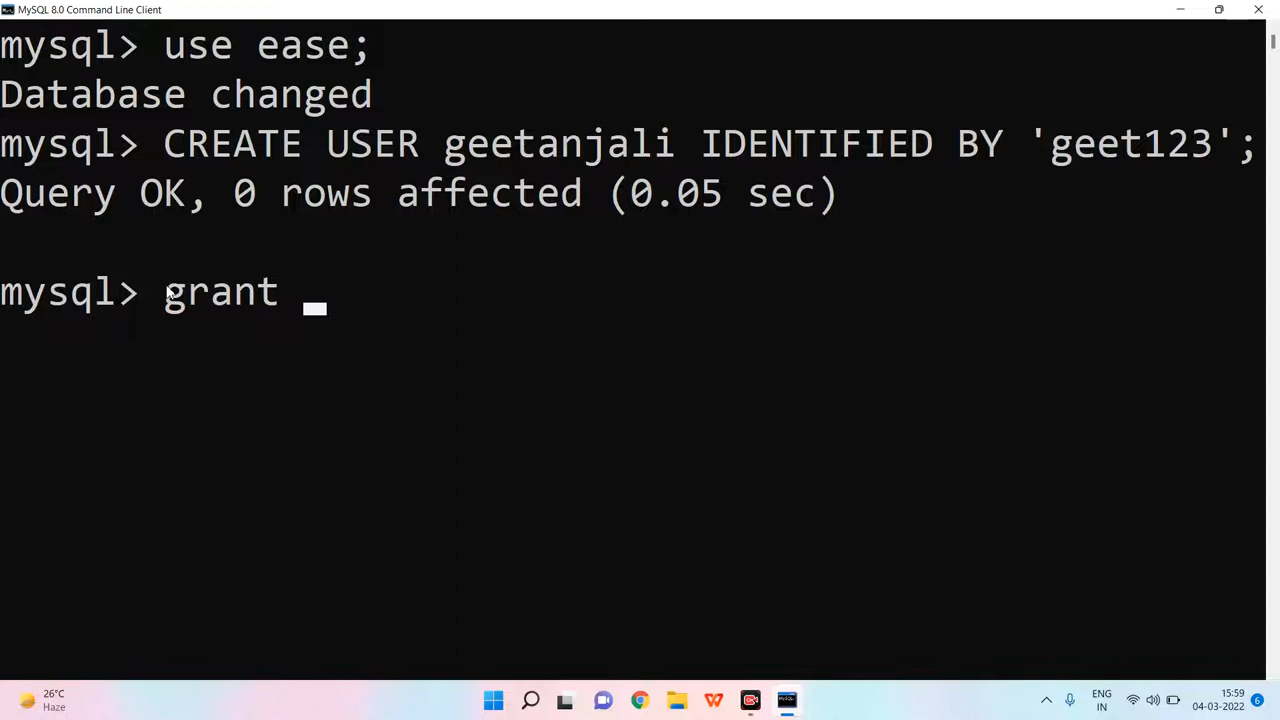 MySQL 8.0 Command Line Client
mysql> use ease;
Database changed
mysql> CREATE USER geetanjali IDENTIFIED BY 'geet123';
Query OK, 0 rows affected (0.05 sec)
mysql> grant
26°C
Haze
ENG
IN
15:59
04-03-2022
6